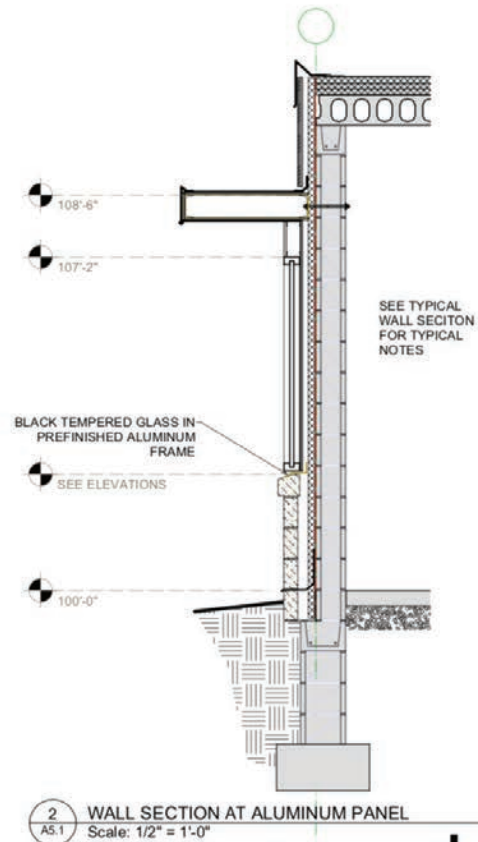 108'-6"
107'-2"
SEE TYPICAL
WALL SECITON
FOR TYPICAL
NOTES
BLACK TEMPERED GLASS IN
PREFINISHED ALUMINUM
FRAME
SEE ELEVATIONS
100'-0"
2
A5.1
WALL SECTION AT ALUMINUM PANEL
Scale: 1/2" = 1'-0"